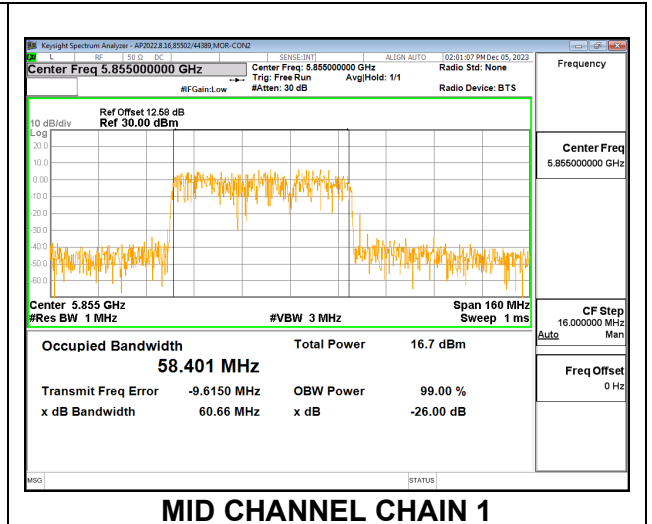 Keysight Spectrum Analyzer - AP2022.8.16,85502/44389,MOR-CON2
L RF 50 Ω DC SENSE:INT ALIGN AUTO 02:01:07 PM Dec 05, 2023
Center Freq 5.855000000 GHz
Center Freq: 5.855000000 GHz Radio Std: None
Trig: Free Run Avg|Hold: 1/1
#IFGain:Low #Atten: 30 dB Radio Device: BTS
Frequency
Ref Offset 12.58 dB
10 dB/div Ref 30.00 dBm
Log
20.0
10.0
0.00
-10.0
-20.0
-30.0
-40.0
-50.0
-60.0
Center 5.855 GHz Span 160 MHz
#Res BW 1 MHz #VBW 3 MHz Sweep 1 ms
Occupied Bandwidth Total Power 16.7 dBm
58.401 MHz
Transmit Freq Error -9.6150 MHz OBW Power 99.00 %
x dB Bandwidth 60.66 MHz x dB -26.00 dB
Center Freq
5.855000000 GHz
CF Step
16.000000 MHz
Auto Man
Freq Offset
0 Hz
MSG STATUS
MID CHANNEL CHAIN 1